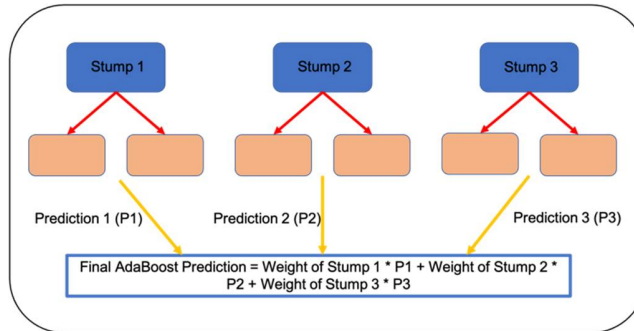 Stump 1
Stump 2
Stump 3
Prediction 1 (P1)
Prediction 2 (P2)
Prediction 3 (P3)
Final AdaBoost Prediction = Weight of Stump 1 * P1 + Weight of Stump 2 *
P2 + Weight of Stump 3 * P3